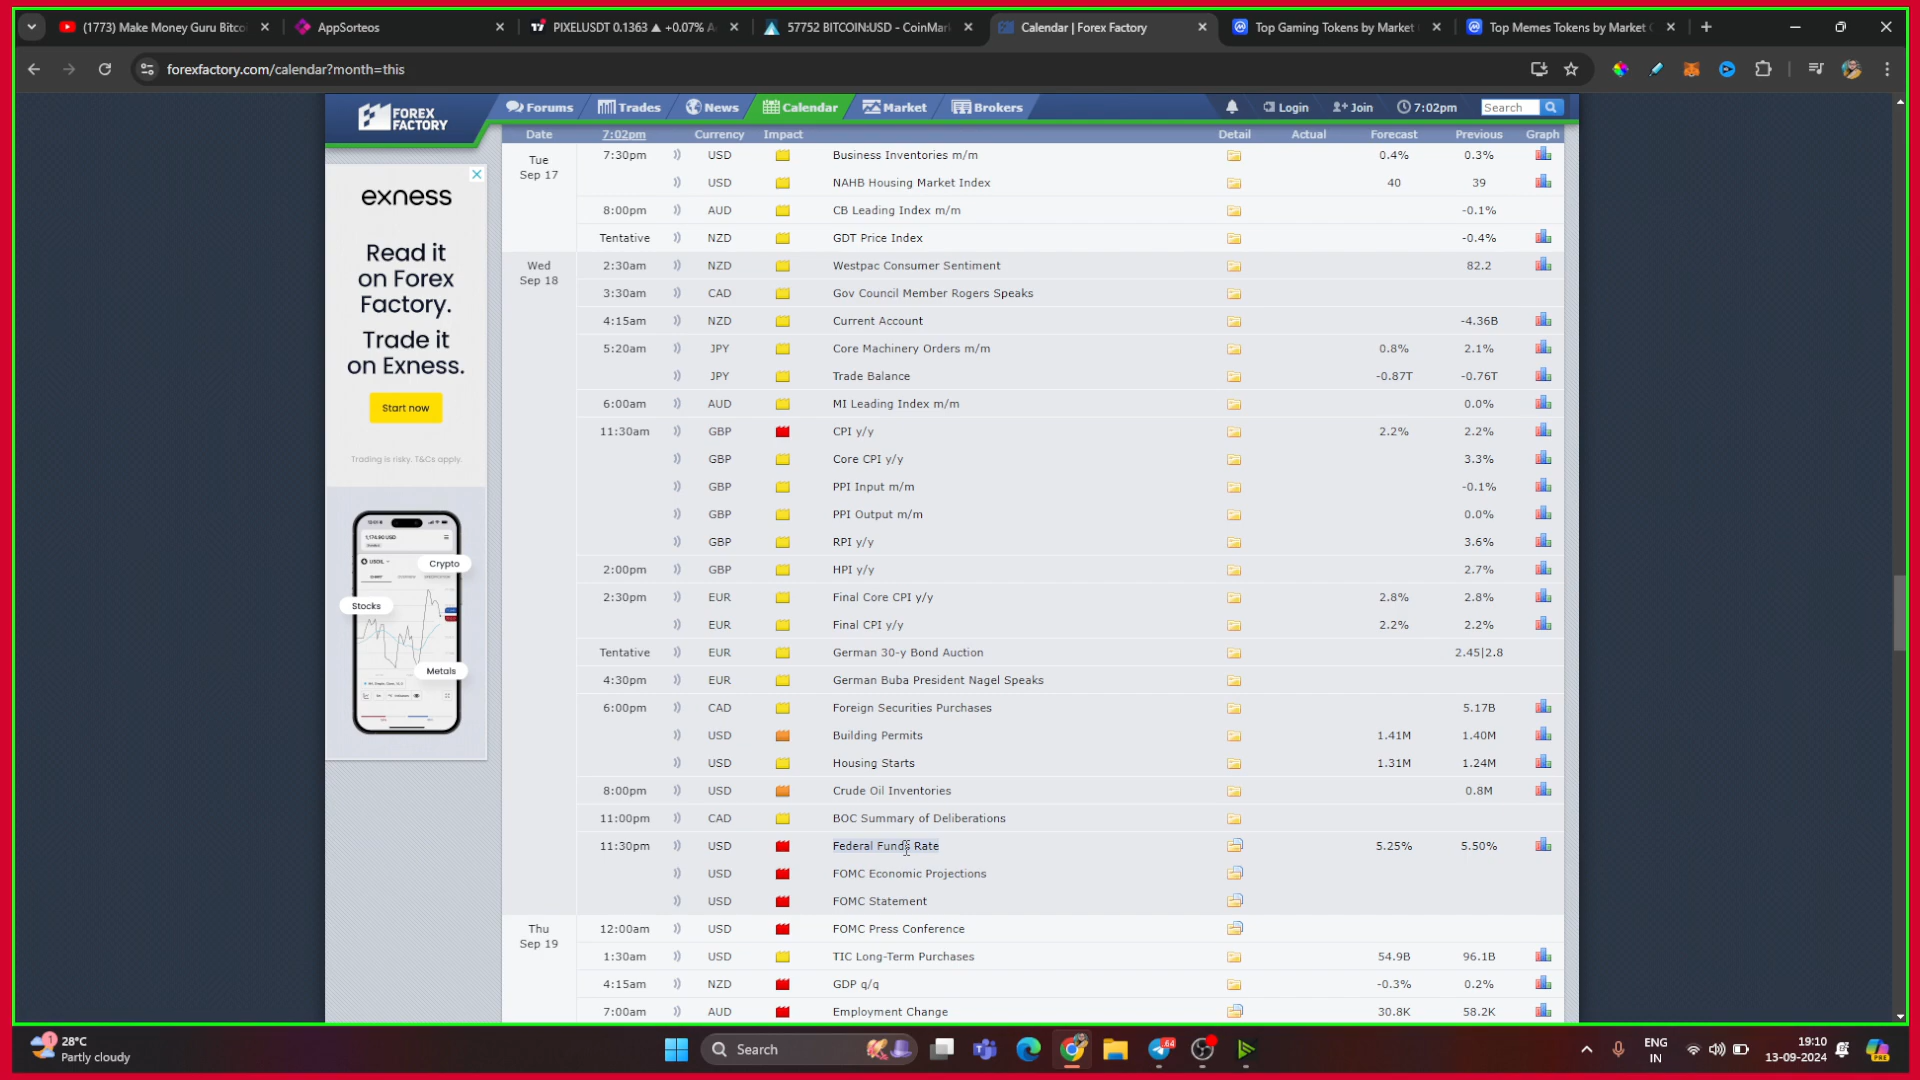 (1773) Make Money Guru Bitco
AppSorteos
PIXELUSDT 0.1363 ▲ +0.07% A
57752 BITCOIN:USD - CoinMar
Calendar | Forex Factory
Top Gaming Tokens by Market
Top Memes Tokens by Market C
forexfactory.com/calendar?month=this
FOREX FACTORY
Forums Trades News Calendar Market Brokers Login Join 7:02pm Search
Date 7:02pm Currency Impact Detail Actual Forecast Previous Graph
Tue Sep 17
7:30pm USD Business Inventories m/m 0.4% 0.3%
USD NAHB Housing Market Index 40 39
8:00pm AUD CB Leading Index m/m -0.1%
Tentative NZD GDT Price Index -0.4%
Wed Sep 18
2:30am NZD Westpac Consumer Sentiment 82.2
3:30am CAD Gov Council Member Rogers Speaks
4:15am NZD Current Account -4.36B
5:20am JPY Core Machinery Orders m/m 0.8% 2.1%
JPY Trade Balance -0.87T -0.76T
6:00am AUD MI Leading Index m/m 0.0%
11:30am GBP CPI y/y 2.2% 2.2%
GBP Core CPI y/y 3.3%
GBP PPI Input m/m -0.1%
GBP PPI Output m/m 0.0%
GBP RPI y/y 3.6%
2:00pm GBP HPI y/y 2.7%
2:30pm EUR Final Core CPI y/y 2.8% 2.8%
EUR Final CPI y/y 2.2% 2.2%
Tentative EUR German 30-y Bond Auction 2.45|2.8
4:30pm EUR German Buba President Nagel Speaks
6:00pm CAD Foreign Securities Purchases 5.17B
USD Building Permits 1.41M 1.40M
USD Housing Starts 1.31M 1.24M
8:00pm USD Crude Oil Inventories 0.8M
11:00pm CAD BOC Summary of Deliberations
11:30pm USD Federal Funds Rate 5.25% 5.50%
USD FOMC Economic Projections
USD FOMC Statement
Thu Sep 19
12:00am USD FOMC Press Conference
1:30am USD TIC Long-Term Purchases 54.9B 96.1B
4:15am NZD GDP q/q -0.3% 0.2%
7:00am AUD Employment Change 30.8K 58.2K
exness
Read it
on Forex
Factory.
Trade it
on Exness.
Start now
Trading is risky. T&Cs apply.
Crypto
Stocks
Metals
28°C
Partly cloudy
Search
64
ENG
IN
19:10
13-09-2024